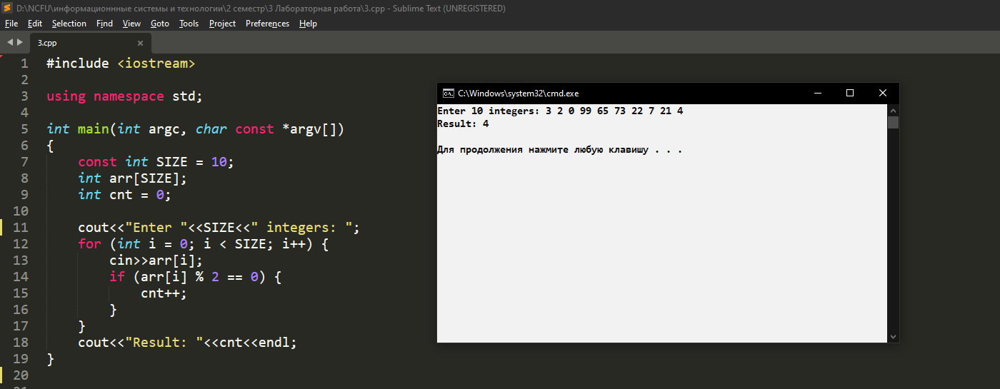 D:\NCFU\информационнные системы и технологии\2 семестр\3 Лабораторная работа\3.cpp - Sublime Text (UNREGISTERED)
File Edit Selection Find View Goto Tools Project Preferences Help
3.cpp
1 #include <iostream>
2
3 using namespace std;
4
5 int main(int argc, char const *argv[])
6 {
7 const int SIZE = 10;
8 int arr[SIZE];
9 int cnt = 0;
10
11 cout<<"Enter "<<SIZE<<" integers: ";
12 for (int i = 0; i < SIZE; i++) {
13 cin>>arr[i];
14 if (arr[i] % 2 == 0) {
15 cnt++;
16 }
17 }
18 cout<<"Result: "<<cnt<<endl;
19 }
20
C:\Windows\system32\cmd.exe
Enter 10 integers: 3 2 0 99 65 73 22 7 21 4
Result: 4
Для продолжения нажмите любую клавишу . . .